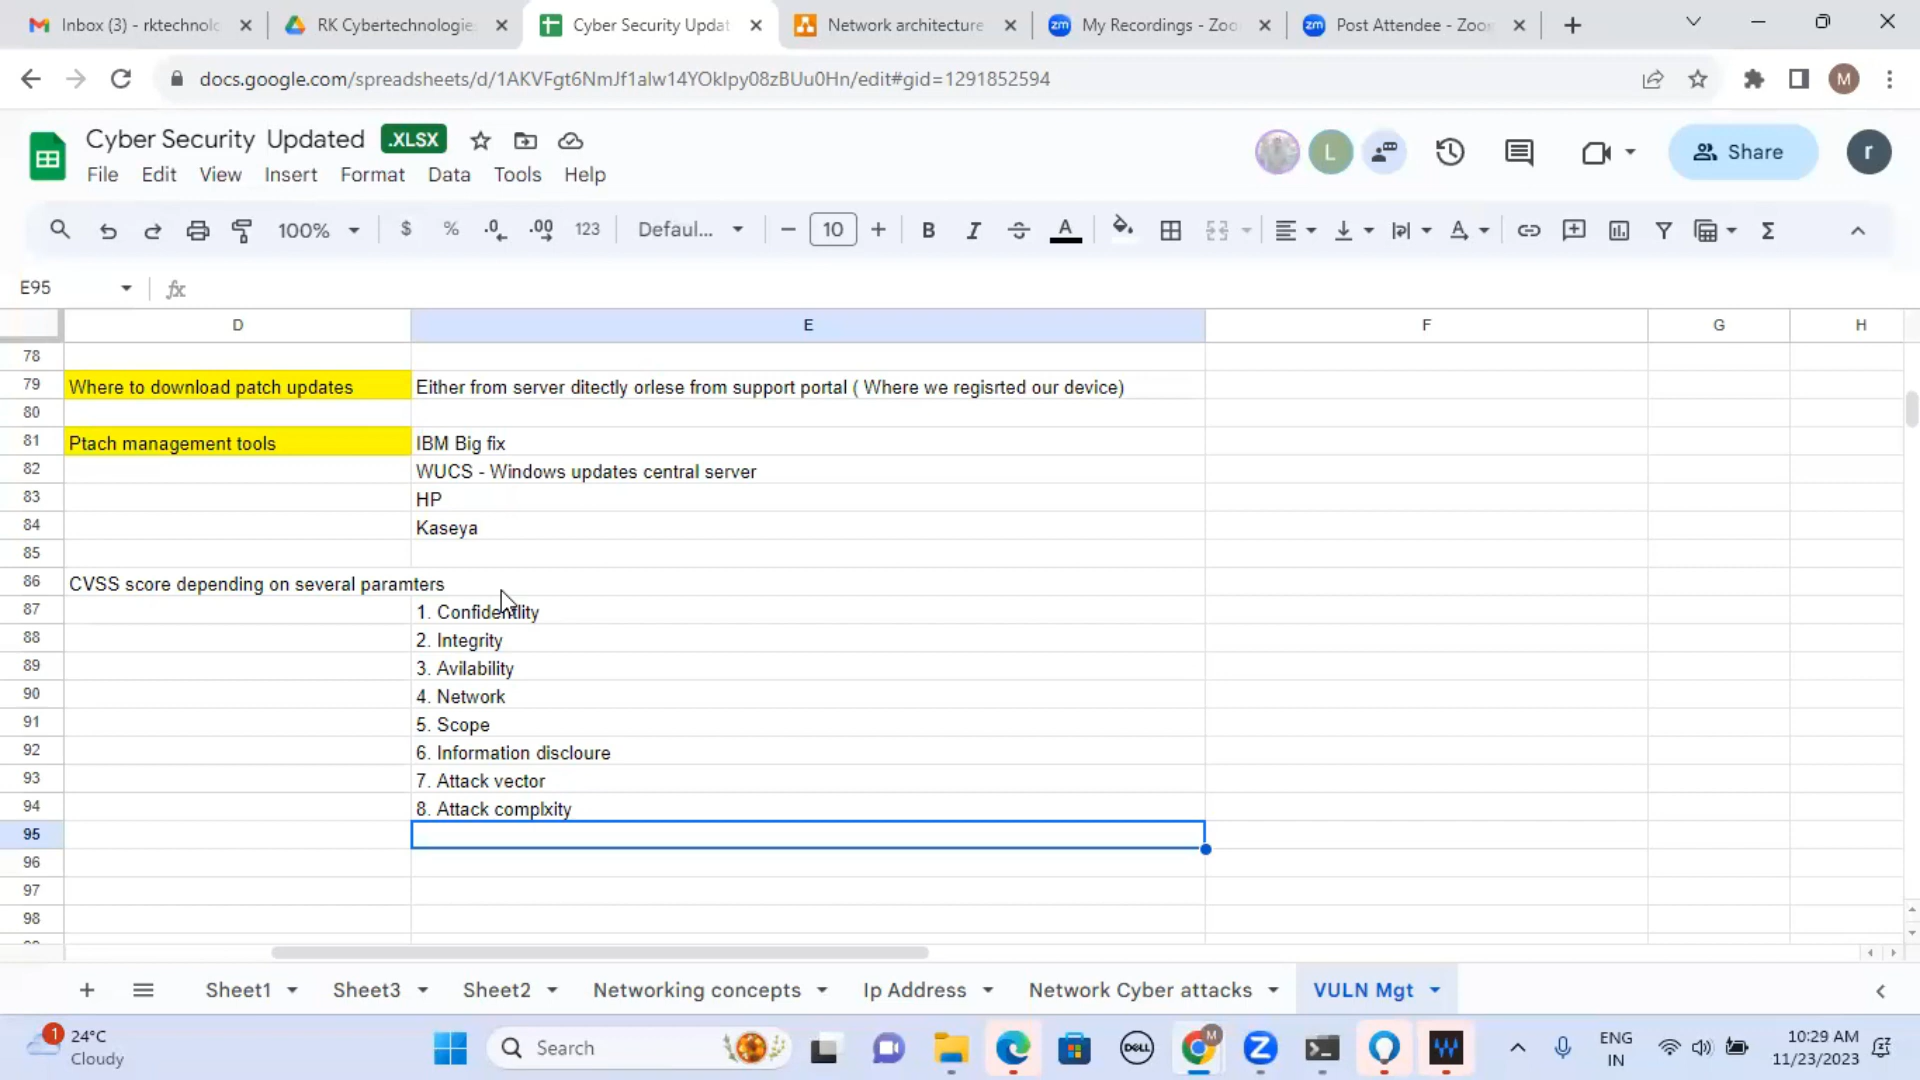 Inbox (3) - rktechnolo
RK Cybertechnologie
Cyber Security Updat
Network architecture
My Recordings - Zoo
Post Attendee - Zoo
docs.google.com/spreadsheets/d/1AKVFgt6NmJf1alw14YOkIpy08zBUu0Hn/edit#gid=1291852594
M
Cyber Security Updated .XLSX
L
Share
r
File Edit View Insert Format Data Tools Help
100% $ % .0 .00 123 Defaul... 10 B I A
E95
fx
D E F G H
78
79 Where to download patch updates Either from server ditectly orlese from support portal ( Where we regisrted our device)
80
81 Ptach management tools IBM Big fix
82 WUCS - Windows updates central server
83 HP
84 Kaseya
85
86 CVSS score depending on several paramters
87 1. Confidentility
88 2. Integrity
89 3. Avilability
90 4. Network
91 5. Scope
92 6. Information discloure
93 7. Attack vector
94 8. Attack complxity
95
96
97
98
Sheet1 Sheet3 Sheet2 Networking concepts Ip Address Network Cyber attacks VULN Mgt
1
24°C
Cloudy
Search
DELL
M
ENG
IN
10:29 AM
11/23/2023